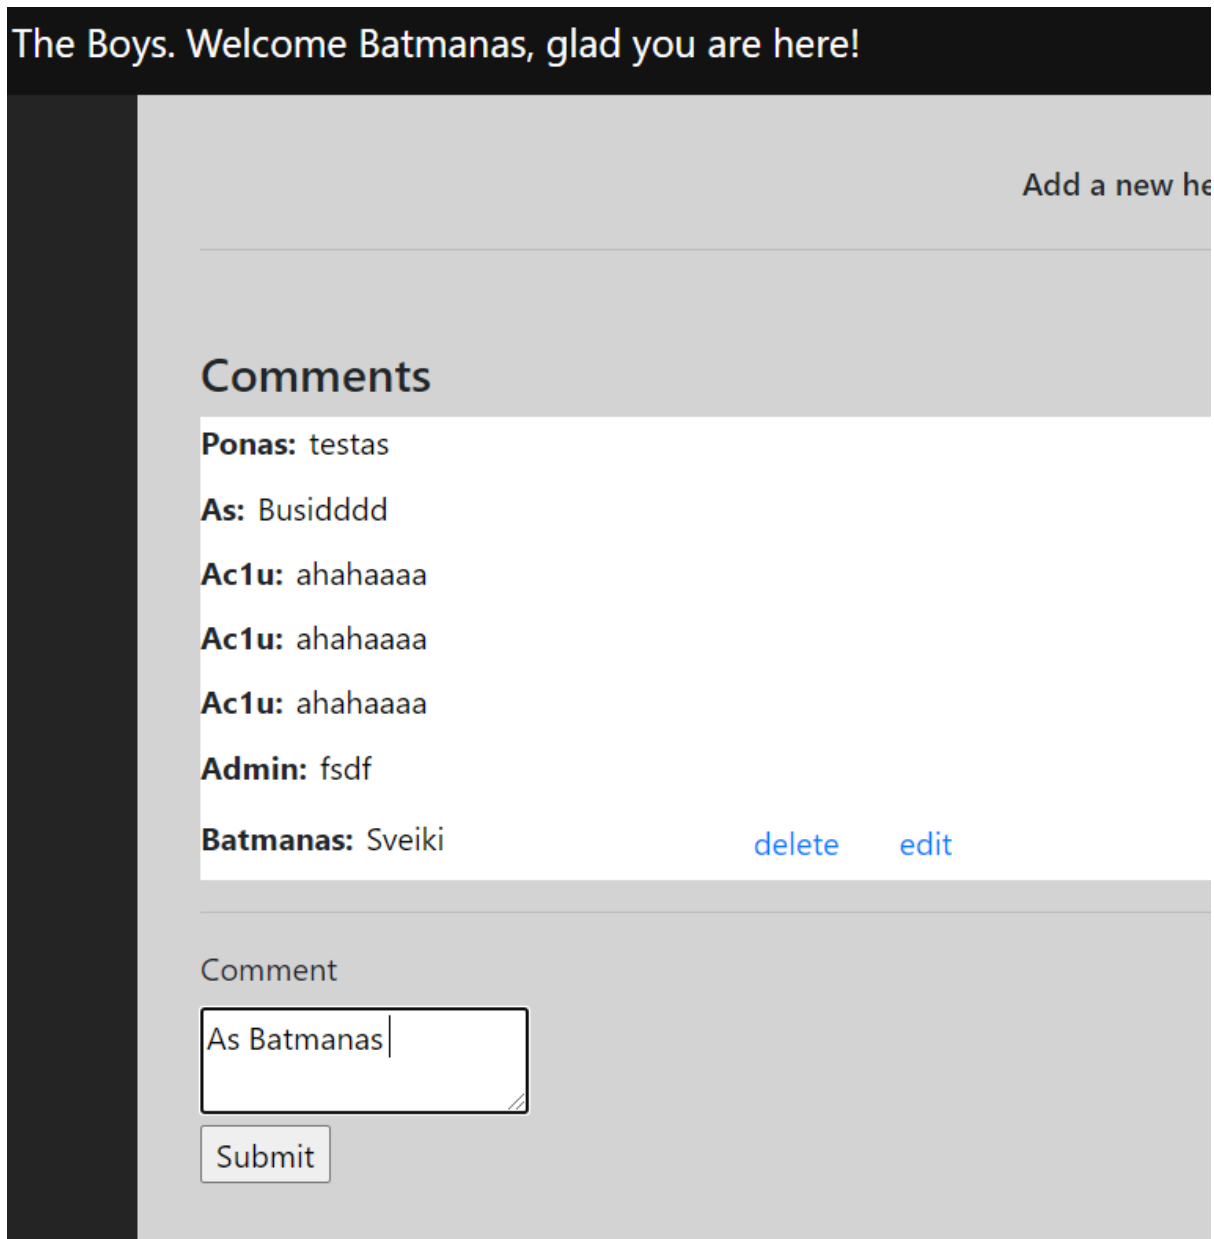 The Boys. Welcome Batmanas, glad you are here!
Add a new
Comments
Ponas: testas
As: Busidddd
Ac1u: ahahaaaa
Ac1u: ahahaaaa
Ac1u: ahahaaaa
Admin: fsdf
Batmanas: Sveiki delete edit
Comment
As Batmanas
Submit